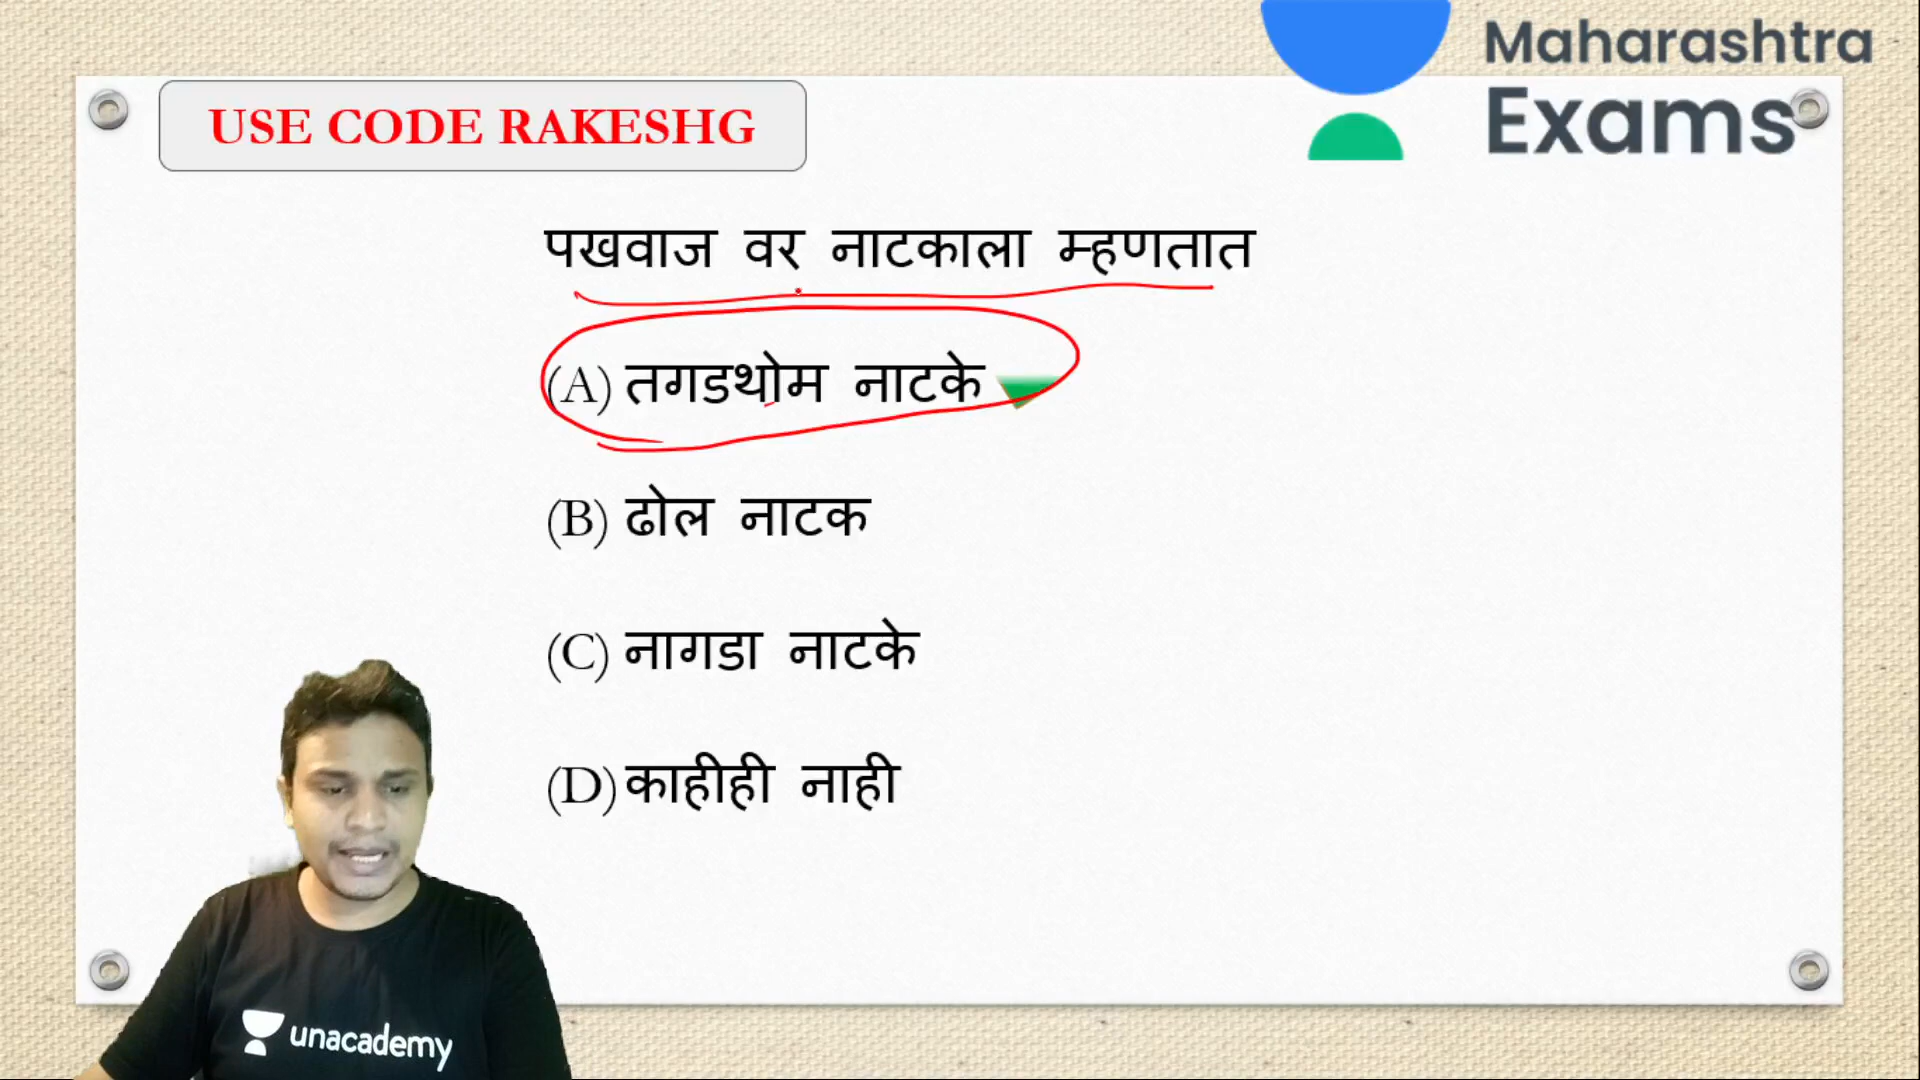 Maharashtra
Exams
USE CODE RAKESHG
पखवाज वर नाटकाला म्हणतात
(A) तगडथोम नाटके
(B) ढोल नाटक
(C) नागडा नाटके
(D) काहीही नाही
unacademy